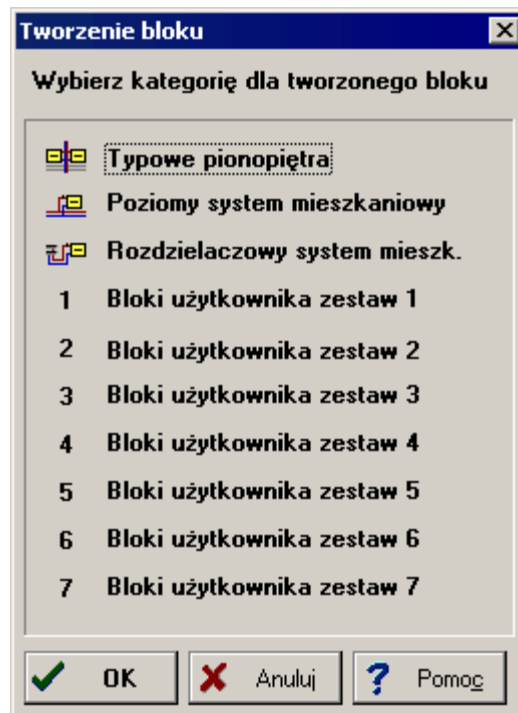 Tworzenie bloku
Wybierz kategorię dla tworzonego bloku
Typowe pionopiętra
Poziomy system mieszkaniowy
Rozdzielaczowy system mieszk.
1 Bloki użytkownika zestaw 1
2 Bloki użytkownika zestaw 2
3 Bloki użytkownika zestaw 3
4 Bloki użytkownika zestaw 4
5 Bloki użytkownika zestaw 5
6 Bloki użytkownika zestaw 6
7 Bloki użytkownika zestaw 7
OK Anuluj ? Pomoc